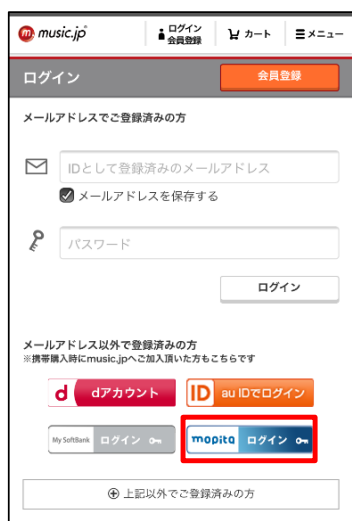 music.jp
ログイン
会員登録
カート
メニュー
ログイン
会員登録
メールアドレスでご登録済みの方
IDとして登録済みのメールアドレス
メールアドレスを保存する
パスワード
ログイン
メールアドレス以外で登録済みの方
※携帯購入時にmusic.jpへご加入頂いた方もこちらです
d dアカウント
ID au IDでログイン
My SoftBank ログイン
mopita ログイン
上記以外でご登録済みの方